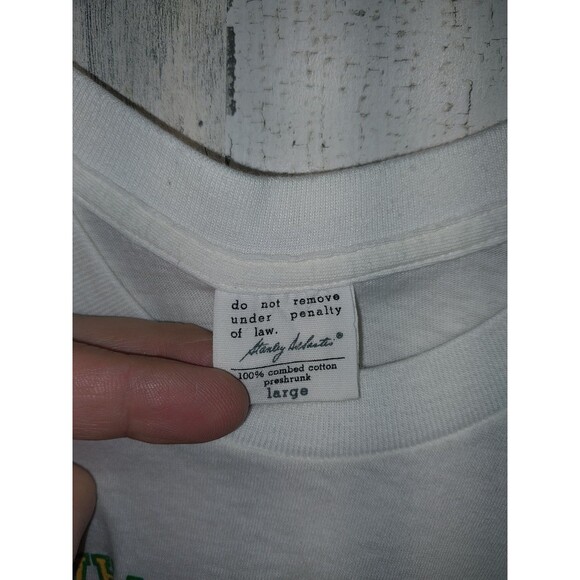 do not remove
under penalty
of law.
Stanley DeSantis®
100% combed cotton
preshrunk
large